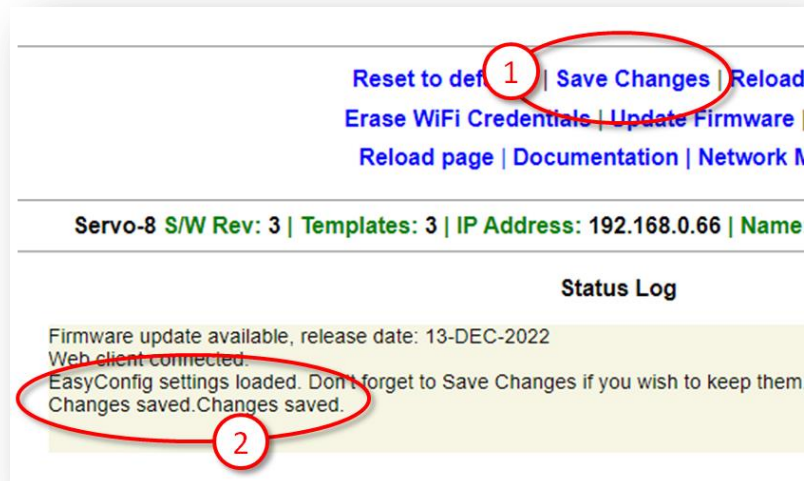 Reset to def 1 | Save Changes | Reload
Erase WiFi Credentials | Update Firmware |
Reload page | Documentation | Network M
Servo-8 S/W Rev: 3 | Templates: 3 | IP Address: 192.168.0.66 | Name
Status Log
Firmware update available, release date: 13-DEC-2022
Web client connected.
EasyConfig settings loaded. Don't forget to Save Changes if you wish to keep them
Changes saved.Changes saved.
2